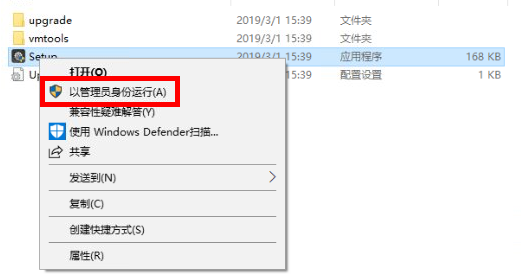 upgrade 2019/3/1 15:39 文件夹
vmtools 2019/3/1 15:39 文件夹
Setup 2019/3/1 15:39 应用程序 168 KB
U 2019/3/1 15:39 配置设置 1 KB
打开(O)
以管理员身份运行(A)
兼容性疑难解答(Y)
使用 Windows Defender扫描...
共享
发送到(N)
复制(C)
创建快捷方式(S)
属性(R)